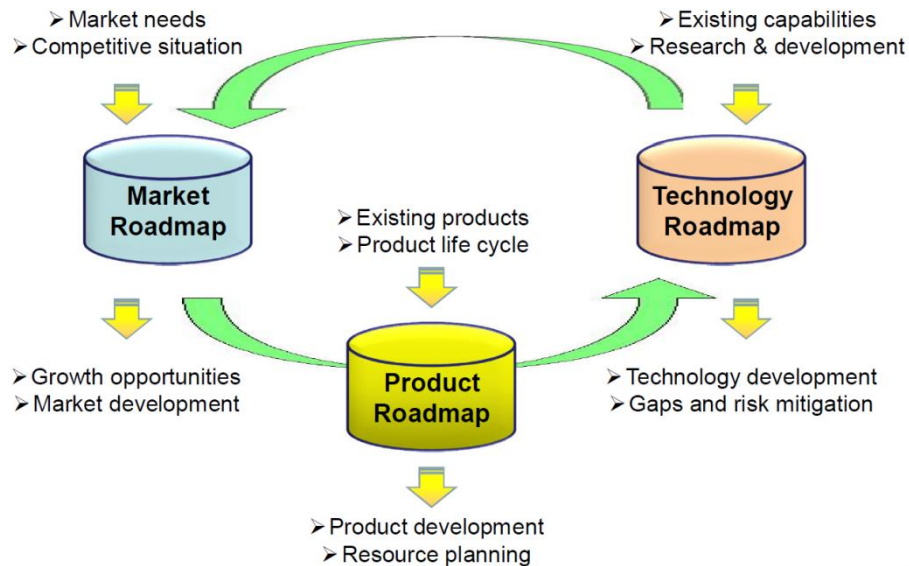 ➢Market needs
➢Competitive situation
➢Existing capabilities
➢Research & development
Market
Roadmap
Technology
Roadmap
➢Existing products
➢Product life cycle
➢Growth opportunities
➢Market development
Product
Roadmap
➢Technology development
➢Gaps and risk mitigation
➢Product development
➢Resource planning